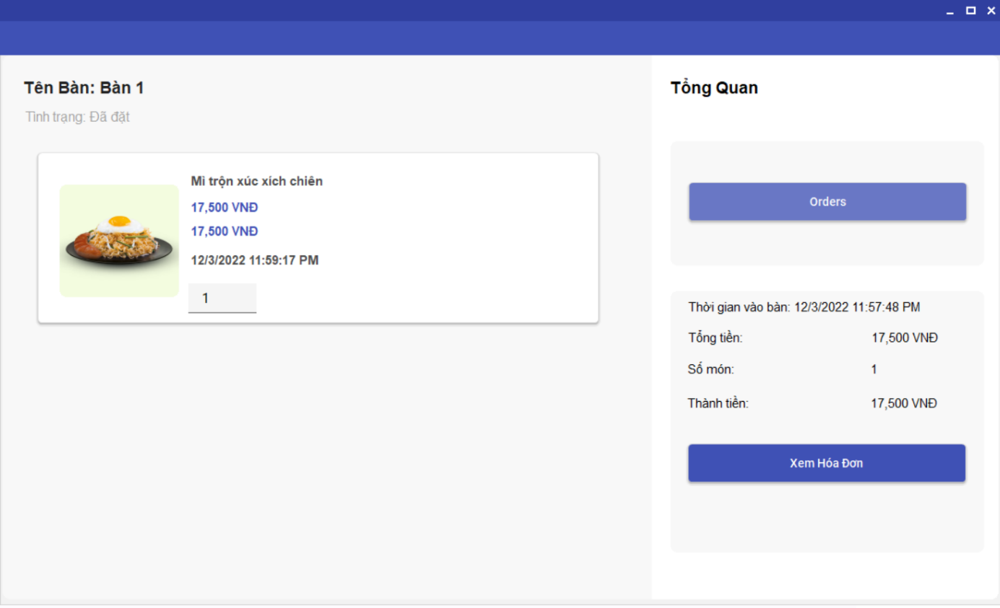 Tên Bàn: Bàn 1
Tình trạng: Đã đặt
Mì trộn xúc xích chiên
17,500 VNĐ
17,500 VNĐ
12/3/2022 11:59:17 PM
1
Tổng Quan
Orders
Thời gian vào bàn: 12/3/2022 11:57:48 PM
Tổng tiền: 17,500 VNĐ
Số món: 1
Thành tiền: 17,500 VNĐ
Xem Hóa Đơn